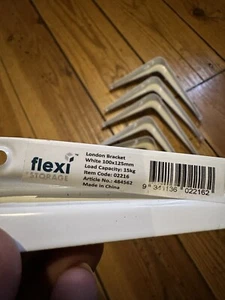 flexi
STORAGE
London Bracket
White 100x125mm
Load Capacity: 15kg
Item Code: 02216
Article No.: 484562
Made In China
9 341136 022162